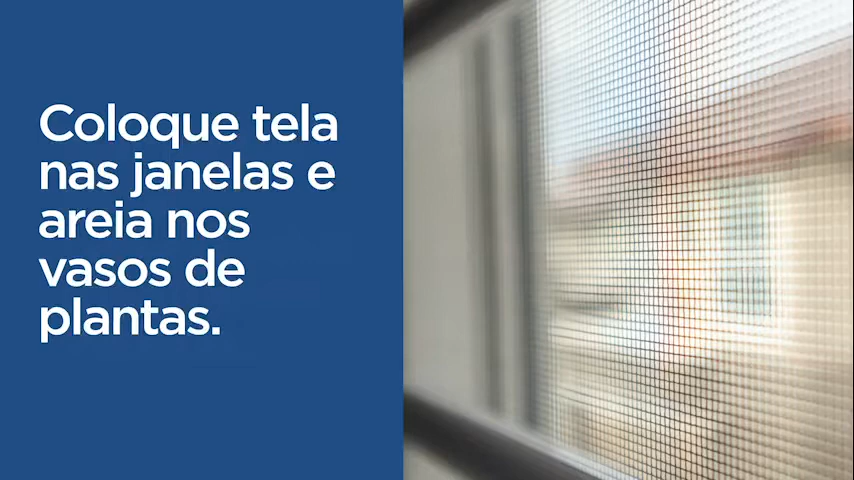 Coloque tela
nas janelas e
areia nos
vasos de
plantas.